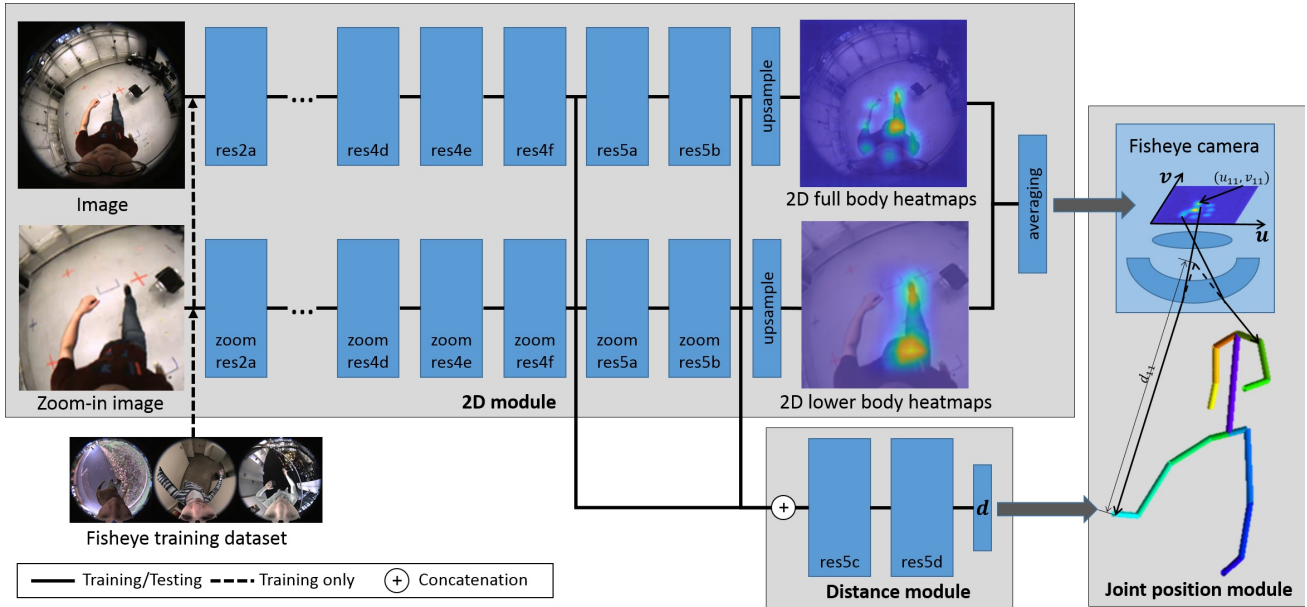 res2a
...
res4d
res4e
res4f
res5a
res5b
upsample
Image
2D full body heatmaps
zoom
res2a
...
zoom
res4d
zoom
res4e
zoom
res4f
zoom
res5a
zoom
res5b
upsample
Zoom-in image
2D module
2D lower body heatmaps
averaging
Fisheye camera
v
(u₁₁, v₁₁)
u
d₁₁
Joint position module
Fisheye training dataset
+
res5c
res5d
d
Distance module
Training/Testing
Training only
+ Concatenation